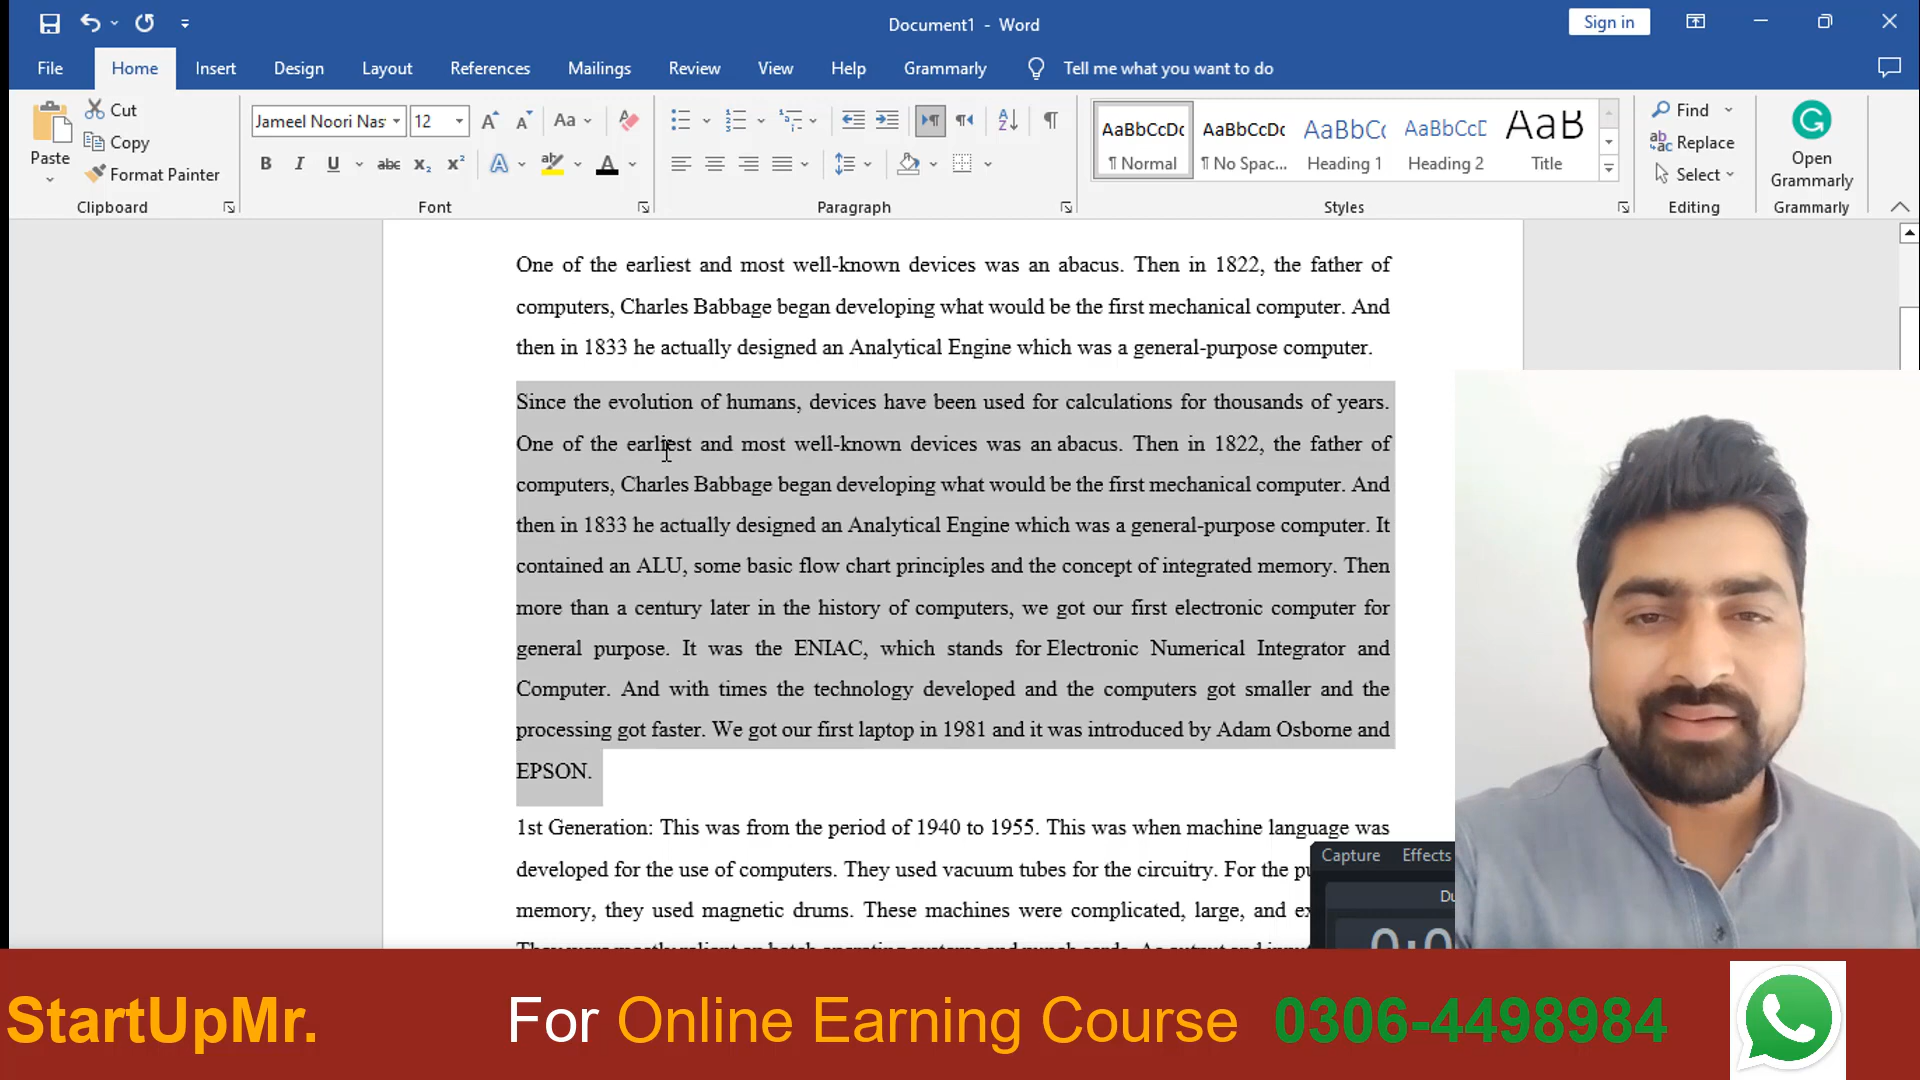 Document1 - Word
Sign in
File Home Insert Design Layout References Mailings Review View Help Grammarly Tell me what you want to do
Paste
Cut
Copy
Format Painter
Clipboard
Jameel Noori Nas 12
Aa
B I U abc x₂ x² A A
Font
Paragraph
AaBbCcDc
¶ Normal
AaBbCcDc
¶ No Spac...
AaBbCc
Heading 1
AaBbCcD
Heading 2
AaB
Title
Styles
Find
Replace
Select
Editing
Open
Grammarly
Grammarly
One of the earliest and most well-known devices was an abacus. Then in 1822, the father of
computers, Charles Babbage began developing what would be the first mechanical computer. And
then in 1833 he actually designed an Analytical Engine which was a general-purpose computer.
Since the evolution of humans, devices have been used for calculations for thousands of years.
One of the earliest and most well-known devices was an abacus. Then in 1822, the father of
computers, Charles Babbage began developing what would be the first mechanical computer. And
then in 1833 he actually designed an Analytical Engine which was a general-purpose computer. It
contained an ALU, some basic flow chart principles and the concept of integrated memory. Then
more than a century later in the history of computers, we got our first electronic computer for
general purpose. It was the ENIAC, which stands for Electronic Numerical Integrator and
Computer. And with times the technology developed and the computers got smaller and the
processing got faster. We got our first laptop in 1981 and it was introduced by Adam Osborne and
EPSON.
1st Generation: This was from the period of 1940 to 1955. This was when machine language was
developed for the use of computers. They used vacuum tubes for the circuitry. For the
memory, they used magnetic drums. These machines were complicated, large, and
Capture Effects
StartUpMr. For Online Earning Course 0306-4498984